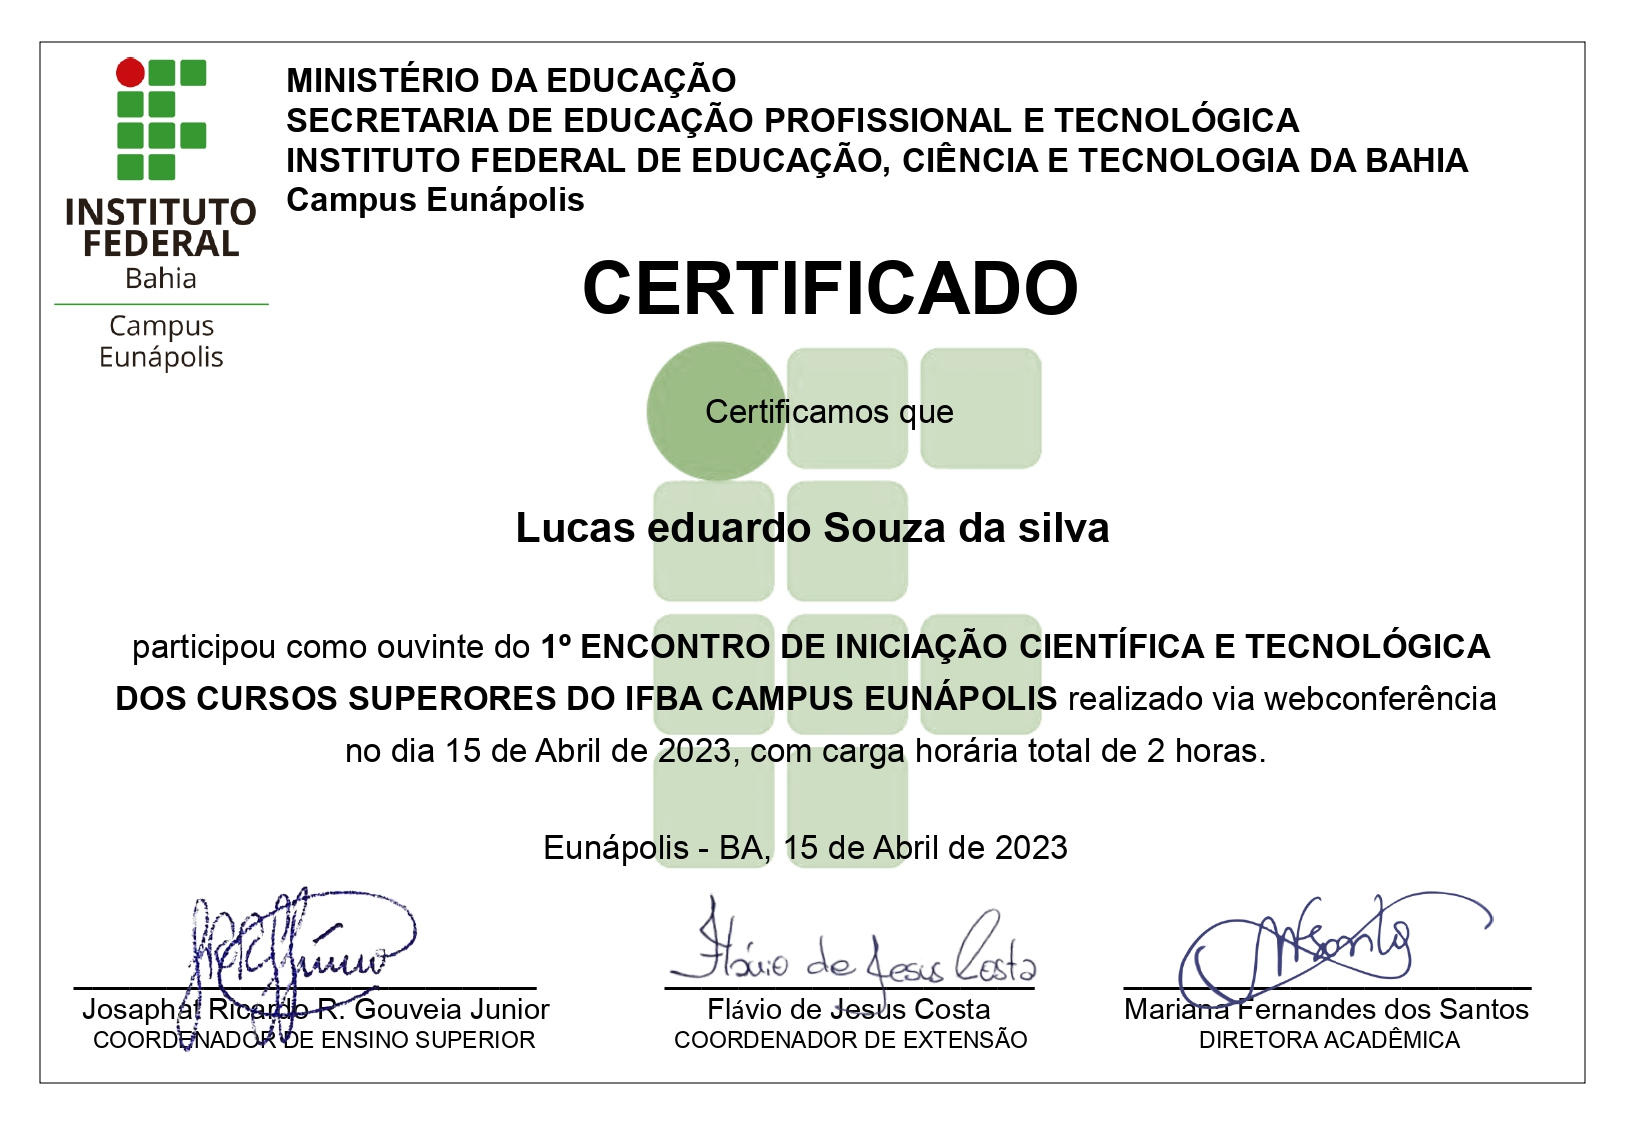 MINISTÉRIO DA EDUCAÇÃO
SECRETARIA DE EDUCAÇÃO PROFISSIONAL E TECNOLÓGICA
INSTITUTO FEDERAL DE EDUCAÇÃO, CIÊNCIA E TECNOLOGIA DA BAHIA
Campus Eunápolis
INSTITUTO
FEDERAL
Bahia
Campus
Eunápolis
CERTIFICADO
Certificamos que
Lucas eduardo Souza da silva
participou como ouvinte do 1º ENCONTRO DE INICIAÇÃO CIENTÍFICA E TECNOLÓGICA
DOS CURSOS SUPERORES DO IFBA CAMPUS EUNÁPOLIS realizado via webconferência
no dia 15 de Abril de 2023, com carga horária total de 2 horas.
Eunápolis - BA, 15 de Abril de 2023
Flávio de Jesus Costa
Josaphat Ricardo R. Gouveia Junior
COORDENADOR DE ENSINO SUPERIOR
Flávio de Jesus Costa
COORDENADOR DE EXTENSÃO
Mariana Fernandes dos Santos
DIRETORA ACADÊMICA